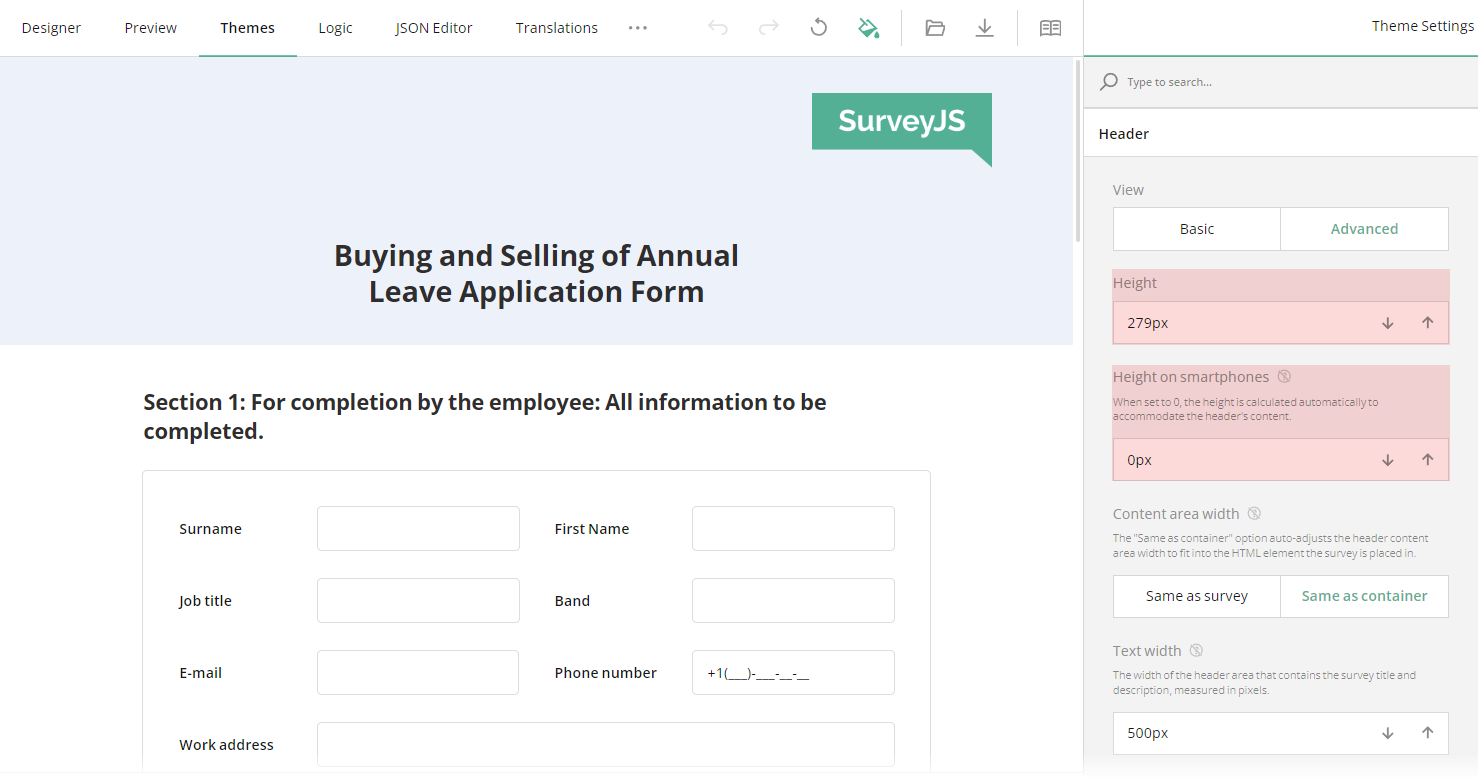 Designer
Preview
Themes
Logic
JSON Editor
Translations
Theme Settings
Type to search...
SurveyJS
Buying and Selling of Annual
Leave Application Form
Section 1: For completion by the employee: All information to be
completed.
Surname
First Name
Job title
Band
E-mail
Phone number
+1(___)-___-__-__
Work address
Header
View
Basic
Advanced
Height
279px
Height on smartphones
When set to 0, the height is calculated automatically to
accommodate the header's content.
0px
Content area width
The "Same as container" option auto-adjusts the header content
area width to fit into the HTML element the survey is placed in.
Same as survey
Same as container
Text width
The width of the header area that contains the survey title and
description, measured in pixels.
500px